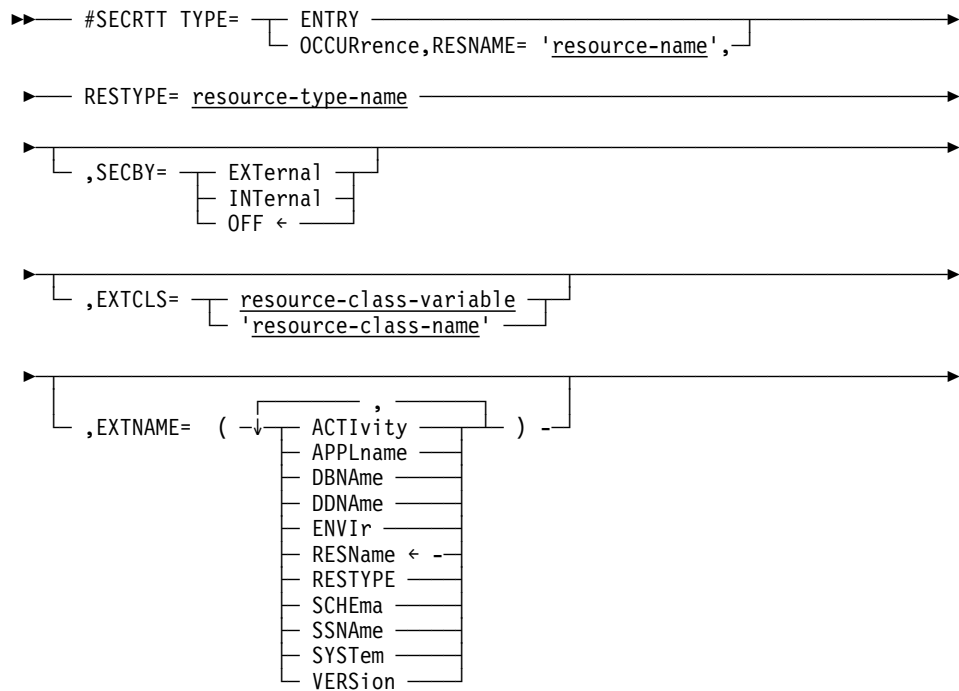 #SECRTT TYPE= ENTRY
OCCURrence,RESNAME= 'resource-name',
RESTYPE= resource-type-name
,SECBY= EXTernal
INTernal
OFF ←
,EXTCLS= resource-class-variable
'resource-class-name'
,
,EXTNAME= ( ACTIvity ) -
APPLname
DBNAme
DDNAme
ENVIr
RESName ← -
RESTYPE
SCHEma
SSNAme
SYSTem
VERSion